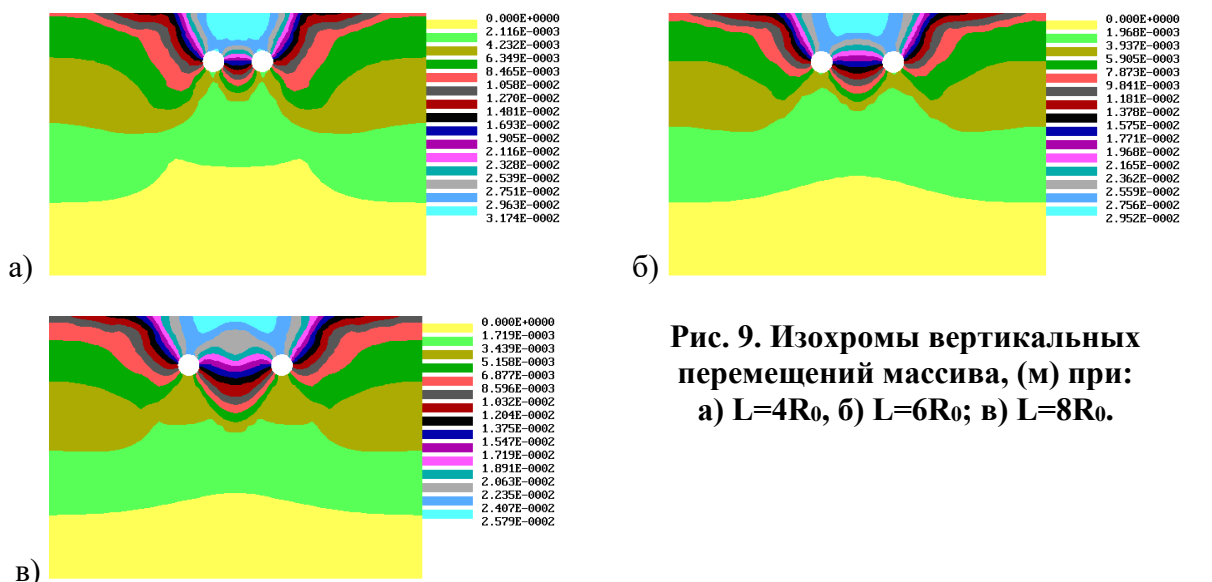 0.000E+0000
2.116E-0003
4.232E-0003
6.349E-0003
8.465E-0003
1.058E-0002
1.270E-0002
1.481E-0002
1.693E-0002
1.905E-0002
2.116E-0002
2.328E-0002
2.539E-0002
2.751E-0002
2.963E-0002
3.174E-0002
а)
0.000E+0000
1.968E-0003
3.937E-0003
5.905E-0003
7.873E-0003
9.841E-0003
1.181E-0002
1.378E-0002
1.575E-0002
1.771E-0002
1.968E-0002
2.165E-0002
2.362E-0002
2.559E-0002
2.756E-0002
2.952E-0002
б)
0.000E+0000
1.719E-0003
3.439E-0003
5.158E-0003
6.877E-0003
8.596E-0003
1.032E-0002
1.204E-0002
1.375E-0002
1.547E-0002
1.719E-0002
1.891E-0002
2.063E-0002
2.235E-0002
2.407E-0002
2.579E-0002
в)
Рис. 9. Изохромы вертикальных
перемещений массива, (м) при:
а) L=4R₀, б) L=6R₀; в) L=8R₀.